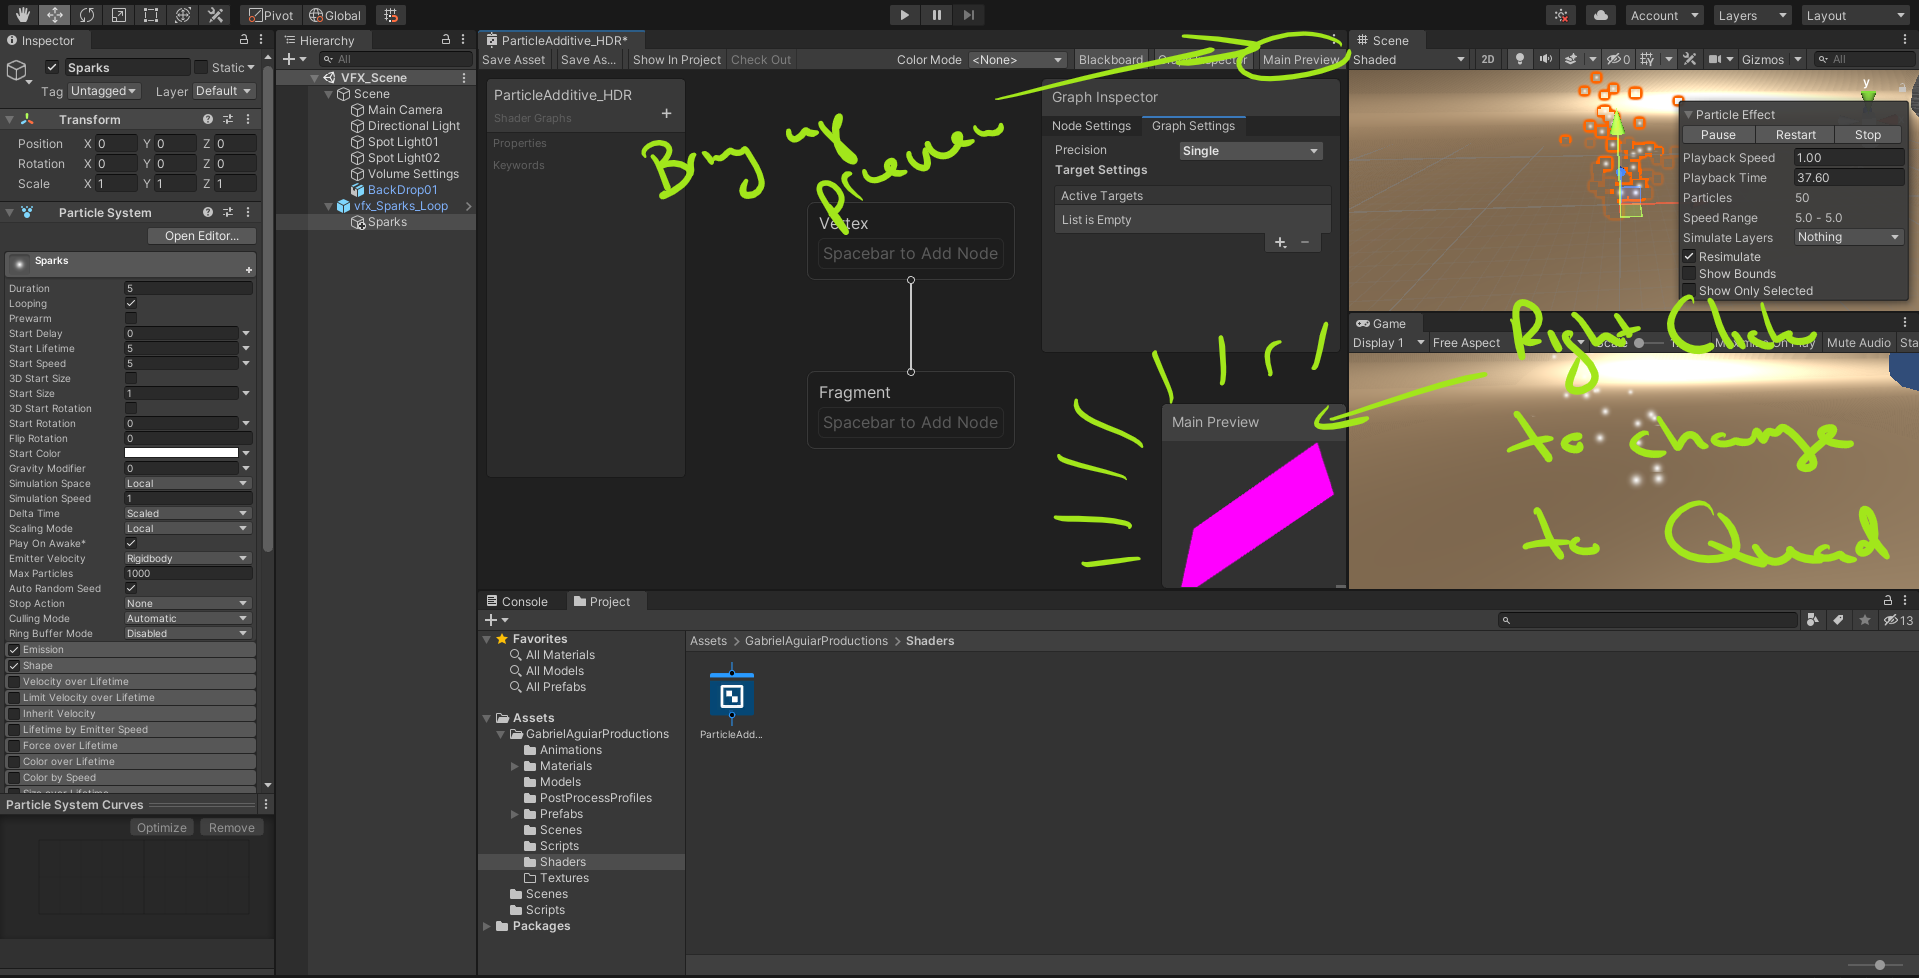 Pivot Global Account Layers Layout
Inspector
Sparks Static
Tag Untagged Layer Default
Transform
Position X 0 Y 0 Z 0
Rotation X 0 Y 0 Z 0
Scale X 1 Y 1 Z 1
Particle System
Open Editor...
Sparks
Duration 5
Looping
Prewarm
Start Delay 0
Start Lifetime 5
Start Speed 5
3D Start Size
Start Size 1
3D Start Rotation
Start Rotation 0
Flip Rotation 0
Start Color
Gravity Modifier 0
Simulation Space Local
Simulation Speed 1
Delta Time Scaled
Scaling Mode Local
Play On Awake*
Emitter Velocity Rigidbody
Max Particles 1000
Auto Random Seed
Stop Action None
Culling Mode Automatic
Ring Buffer Mode Disabled
Emission
Shape
Velocity over Lifetime
Limit Velocity over Lifetime
Inherit Velocity
Lifetime by Emitter Speed
Force over Lifetime
Color over Lifetime
Color by Speed
Size over Lifetime
Particle System Curves
Optimize Remove
Hierarchy
All
VFX_Scene
Scene
Main Camera
Directional Light
Spot Light01
Spot Light02
Volume Settings
BackDrop01
vfx_Sparks_Loop
Sparks
ParticleAdditive_HDR*
Save Asset Save As... Show In Project Check Out Color Mode <None> Blackboard Graph Inspector Main Preview
ParticleAdditive_HDR
Shader Graphs
Properties
Keywords
Bring up
preview
Vertex
Spacebar to Add Node
Fragment
Spacebar to Add Node
Graph Inspector
Node Settings Graph Settings
Precision Single
Target Settings
Active Targets
List is Empty
Main Preview
Scene
Shaded 2D 0 Gizmos All
y
Particle Effect
Pause Restart Stop
Playback Speed 1.00
Playback Time 37.60
Particles 50
Speed Range 5.0 - 5.0
Simulate Layers Nothing
Resimulate
Show Bounds
Show Only Selected
Game
Display 1 Free Aspect Scale Maximize On Play Mute Audio Sta
Right Click
to change
to Quad
Console Project
13
Favorites
All Materials
All Models
All Prefabs
Assets
GabrielAguiarProductions
Animations
Materials
Models
PostProcessProfiles
Prefabs
Scenes
Scripts
Shaders
Textures
Scenes
Scripts
Packages
Assets > GabrielAguiarProductions > Shaders
ParticleAdd...